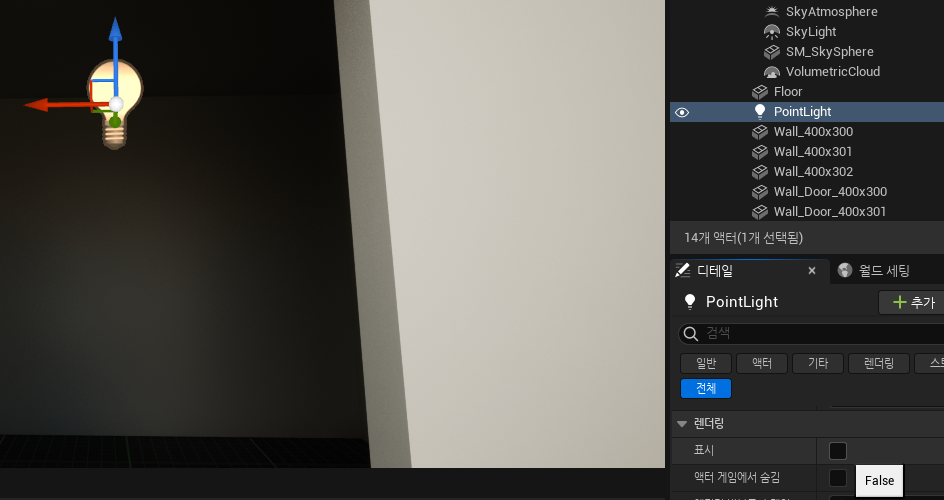 SkyAtmosphere
SkyLight
SM_SkySphere
VolumetricCloud
Floor
PointLight
Wall_400x300
Wall_400x301
Wall_400x302
Wall_Door_400x300
Wall_Door_400x301
14개 액터(1개 선택됨)
디테일 × 월드 세팅
PointLight + 추가
검색
일반 액터 기타 렌더링
전체
렌더링
표시
액터 게임에서 숨김
False